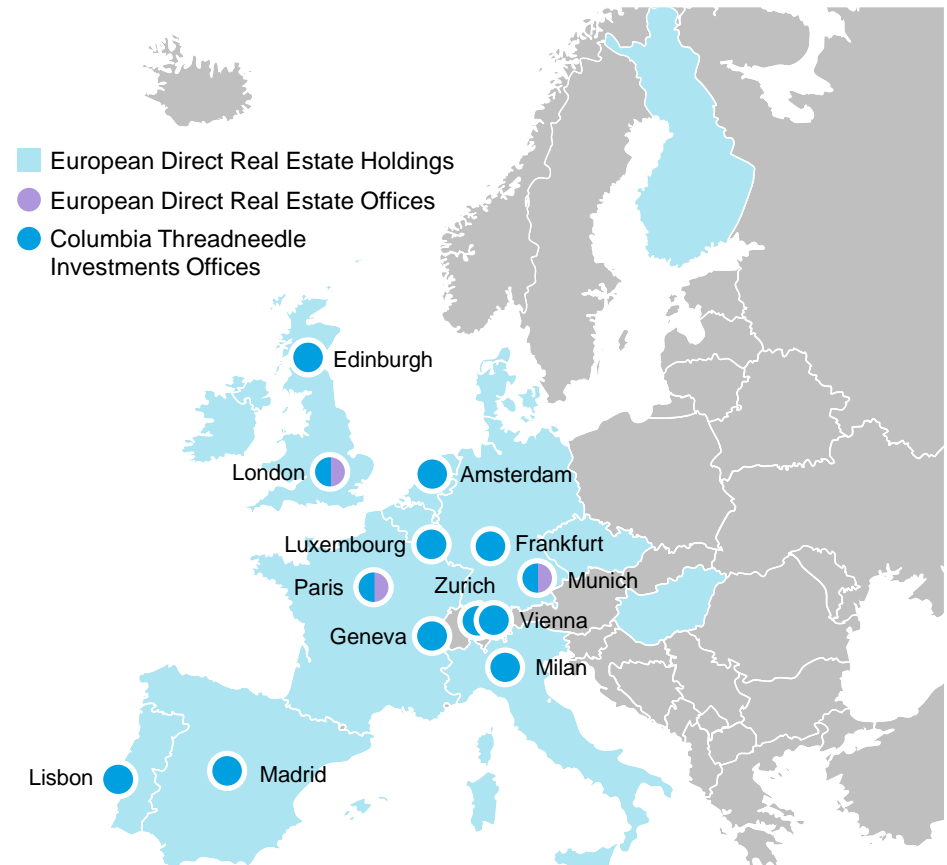 European Direct Real Estate Holdings
European Direct Real Estate Offices
Columbia Threadneedle
Investments Offices
Edinburgh
London
Amsterdam
Luxembourg
Frankfurt
Paris
Zurich
Munich
Geneva
Vienna
Milan
Lisbon
Madrid